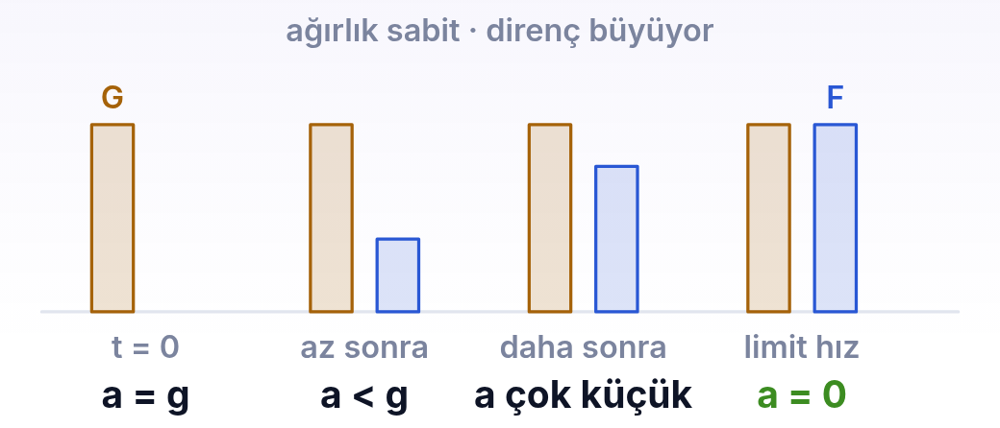 ağırlık sabit · direnç büyüyor
G
F
t = 0
az sonra
daha sonra
limit hız
a = g
a < g
a çok küçük
a = 0